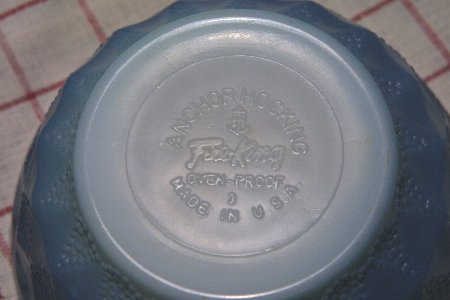 ANCHOR HOCKING
Fire-King
OVEN-PROOF
3
MADE IN U.S.A.